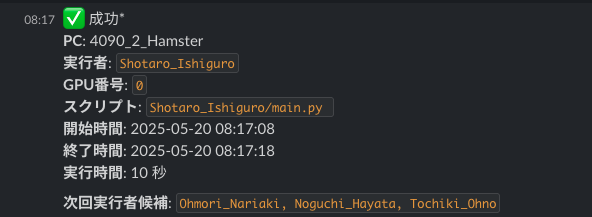 08:17 ✅ 成功*
PC: 4090_2_Hamster
実行者: Shotaro_Ishiguro
GPU番号: 0
スクリプト: Shotaro_Ishiguro/main.py
開始時間: 2025-05-20 08:17:08
終了時間: 2025-05-20 08:17:18
実行時間: 10 秒
次回実行者候補: Ohmori_Nariaki, Noguchi_Hayata, Tochiki_Ohno